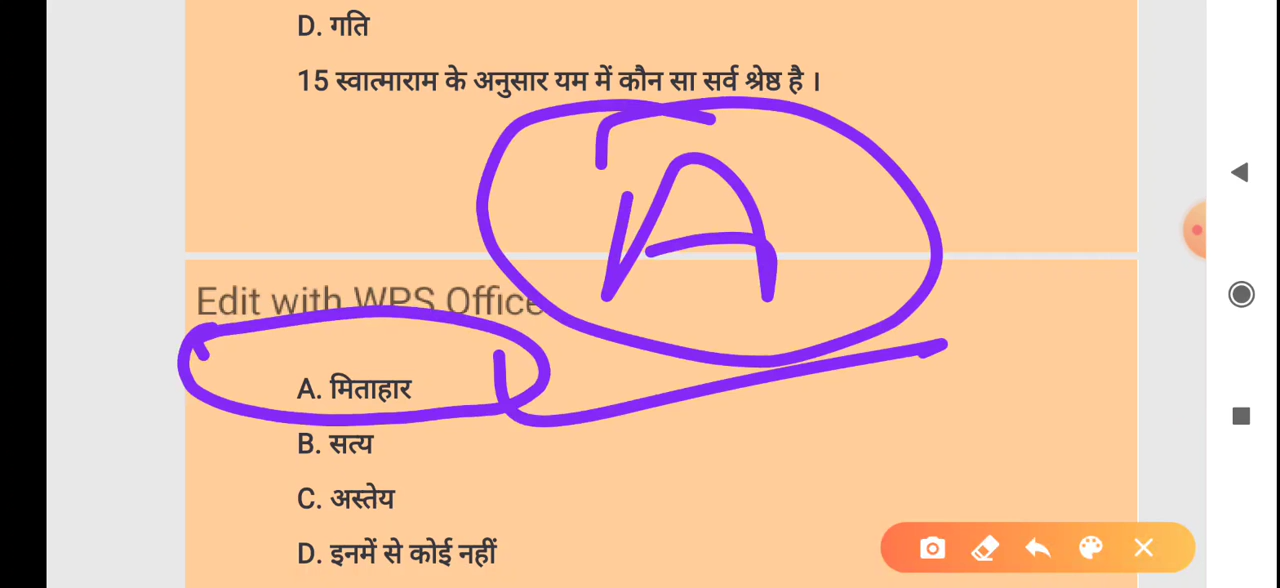 D. गति
15 स्वात्माराम के अनुसार यम में कौन सा सर्व श्रेष्ठ है ।
A
Edit with WPS Office
A. मिताहार
B. सत्य
C. अस्तेय
D. इनमें से कोई नहीं